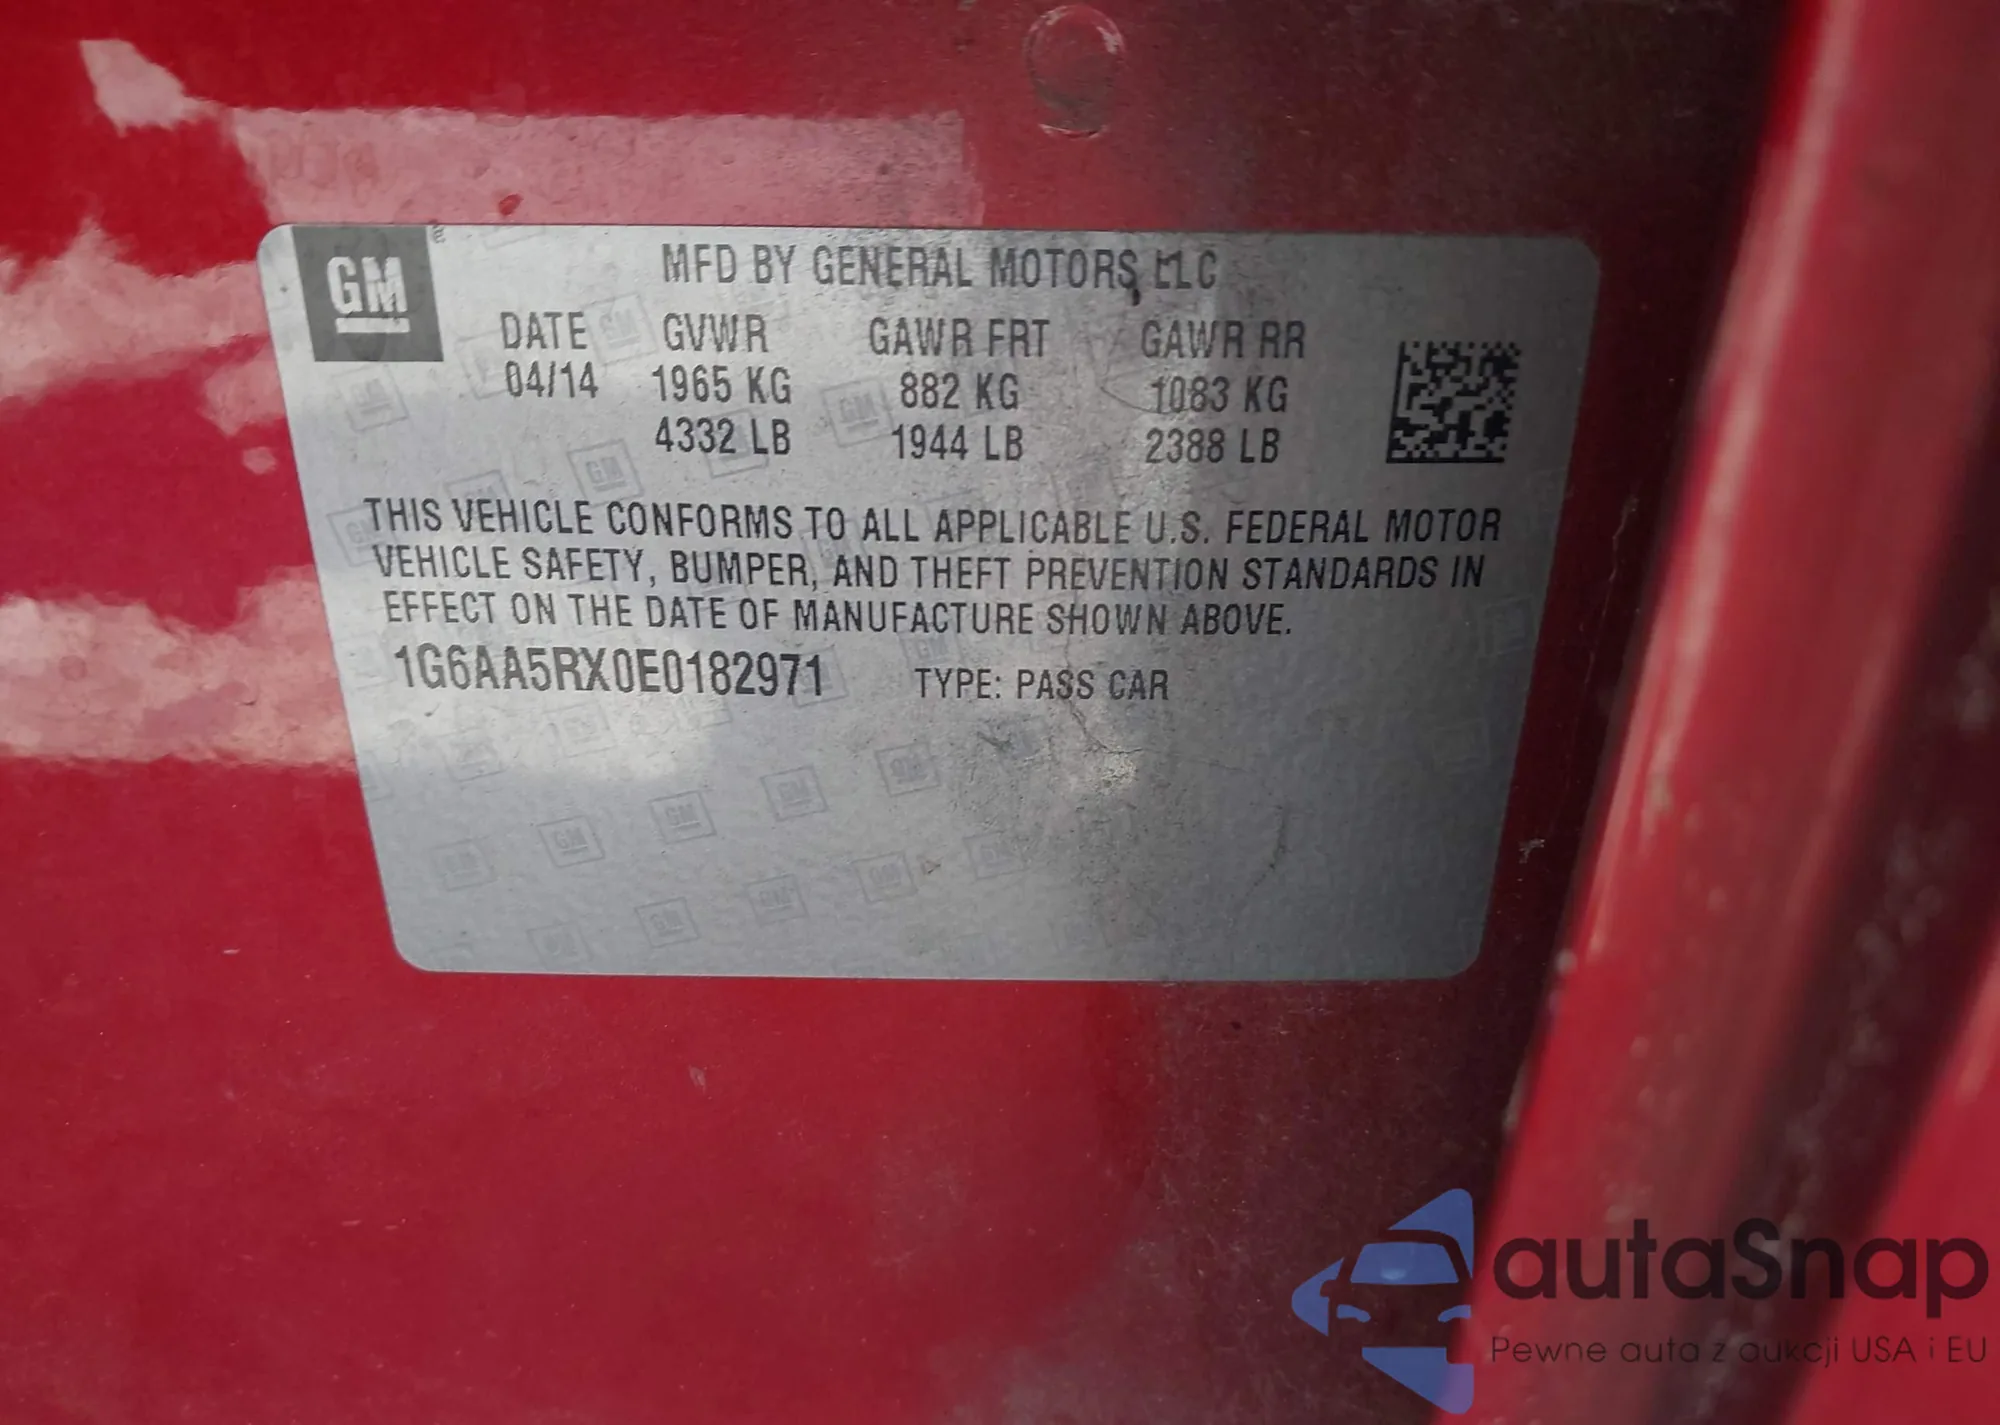 GM
MFD BY GENERAL MOTORS, LLC
DATE GVWR GAWR FRT GAWR RR
04/14 1965 KG 882 KG 1083 KG
4332 LB 1944 LB 2388 LB
THIS VEHICLE CONFORMS TO ALL APPLICABLE U.S. FEDERAL MOTOR
VEHICLE SAFETY, BUMPER, AND THEFT PREVENTION STANDARDS IN
EFFECT ON THE DATE OF MANUFACTURE SHOWN ABOVE.
1G6AA5RX0E0182971 TYPE: PASS CAR
autaSnap
Pewne auta z aukcji USA i EU